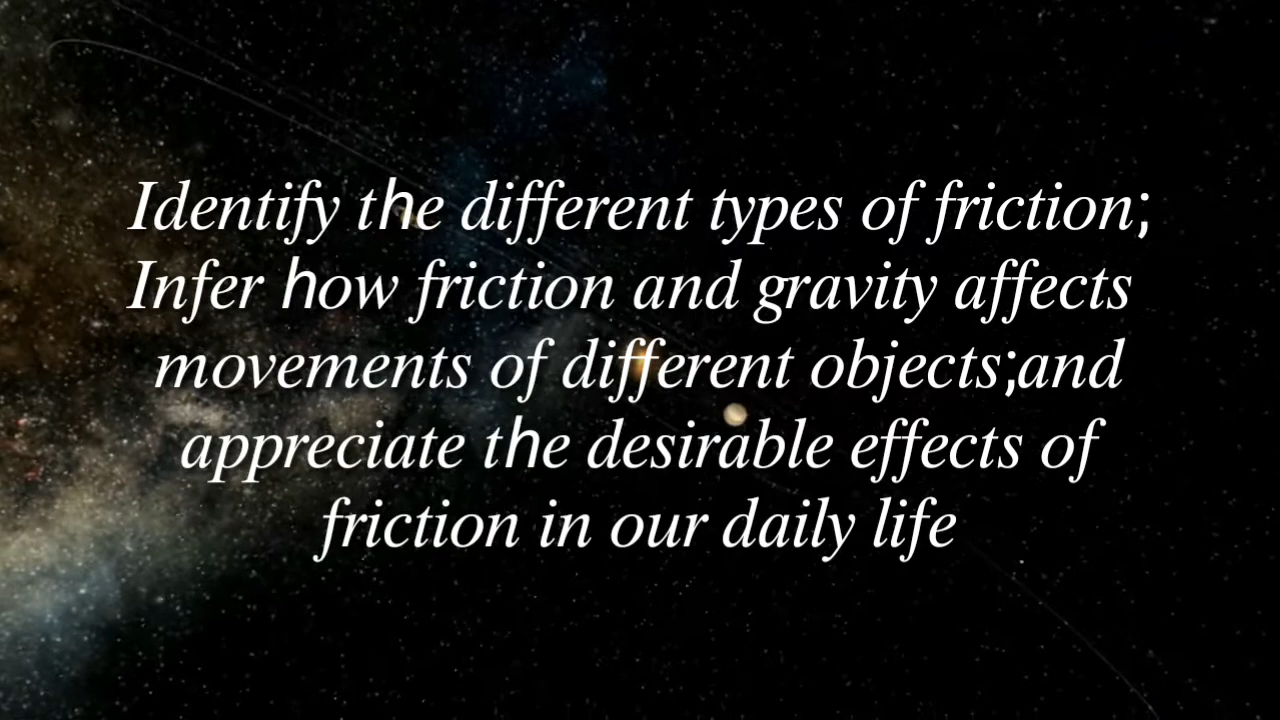 Identify the different types of friction;
Infer how friction and gravity affects
movements of different objects;and
appreciate the desirable effects of
friction in our daily life